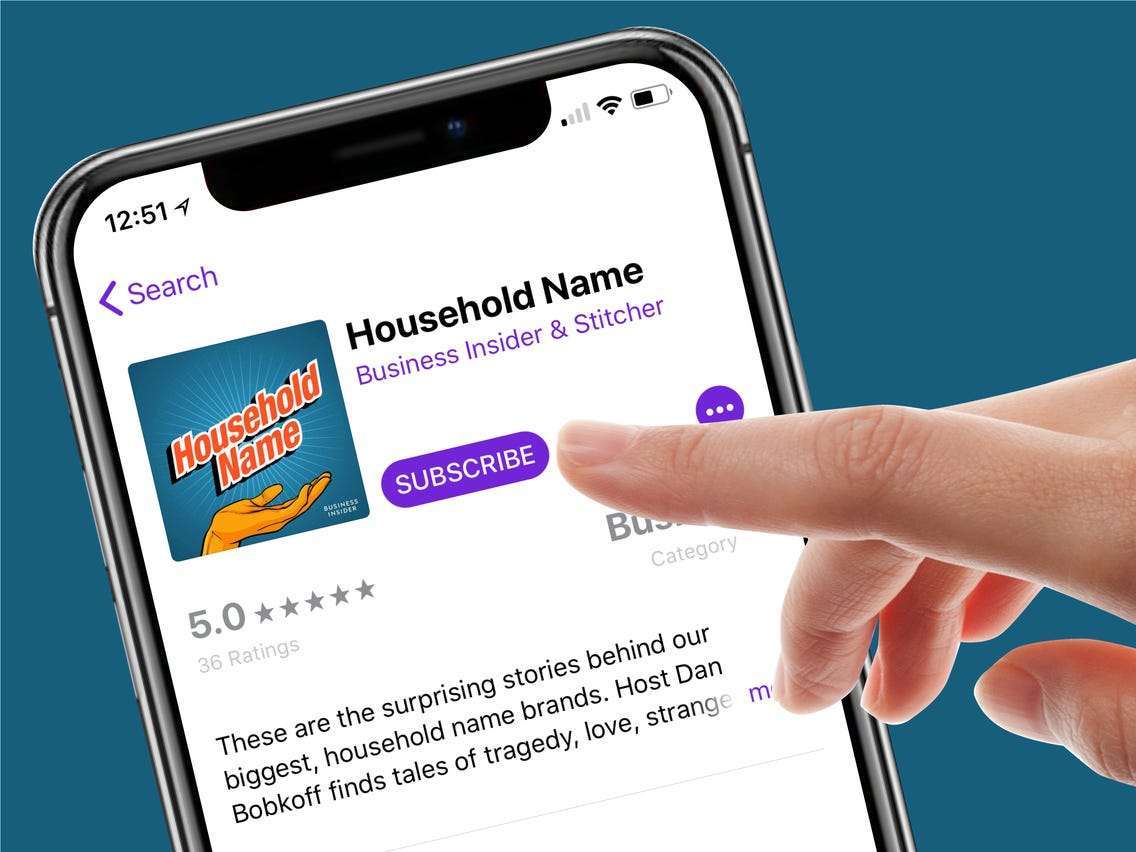 12:51
Search
Household Name
Business Insider & Stitcher
Household
Name
BUSINESS
INSIDER
SUBSCRIBE
5.0
36 Ratings
Category
These are the surprising stories behind our
biggest, household name brands. Host Dan
Bobkoff finds tales of tragedy, love, strange